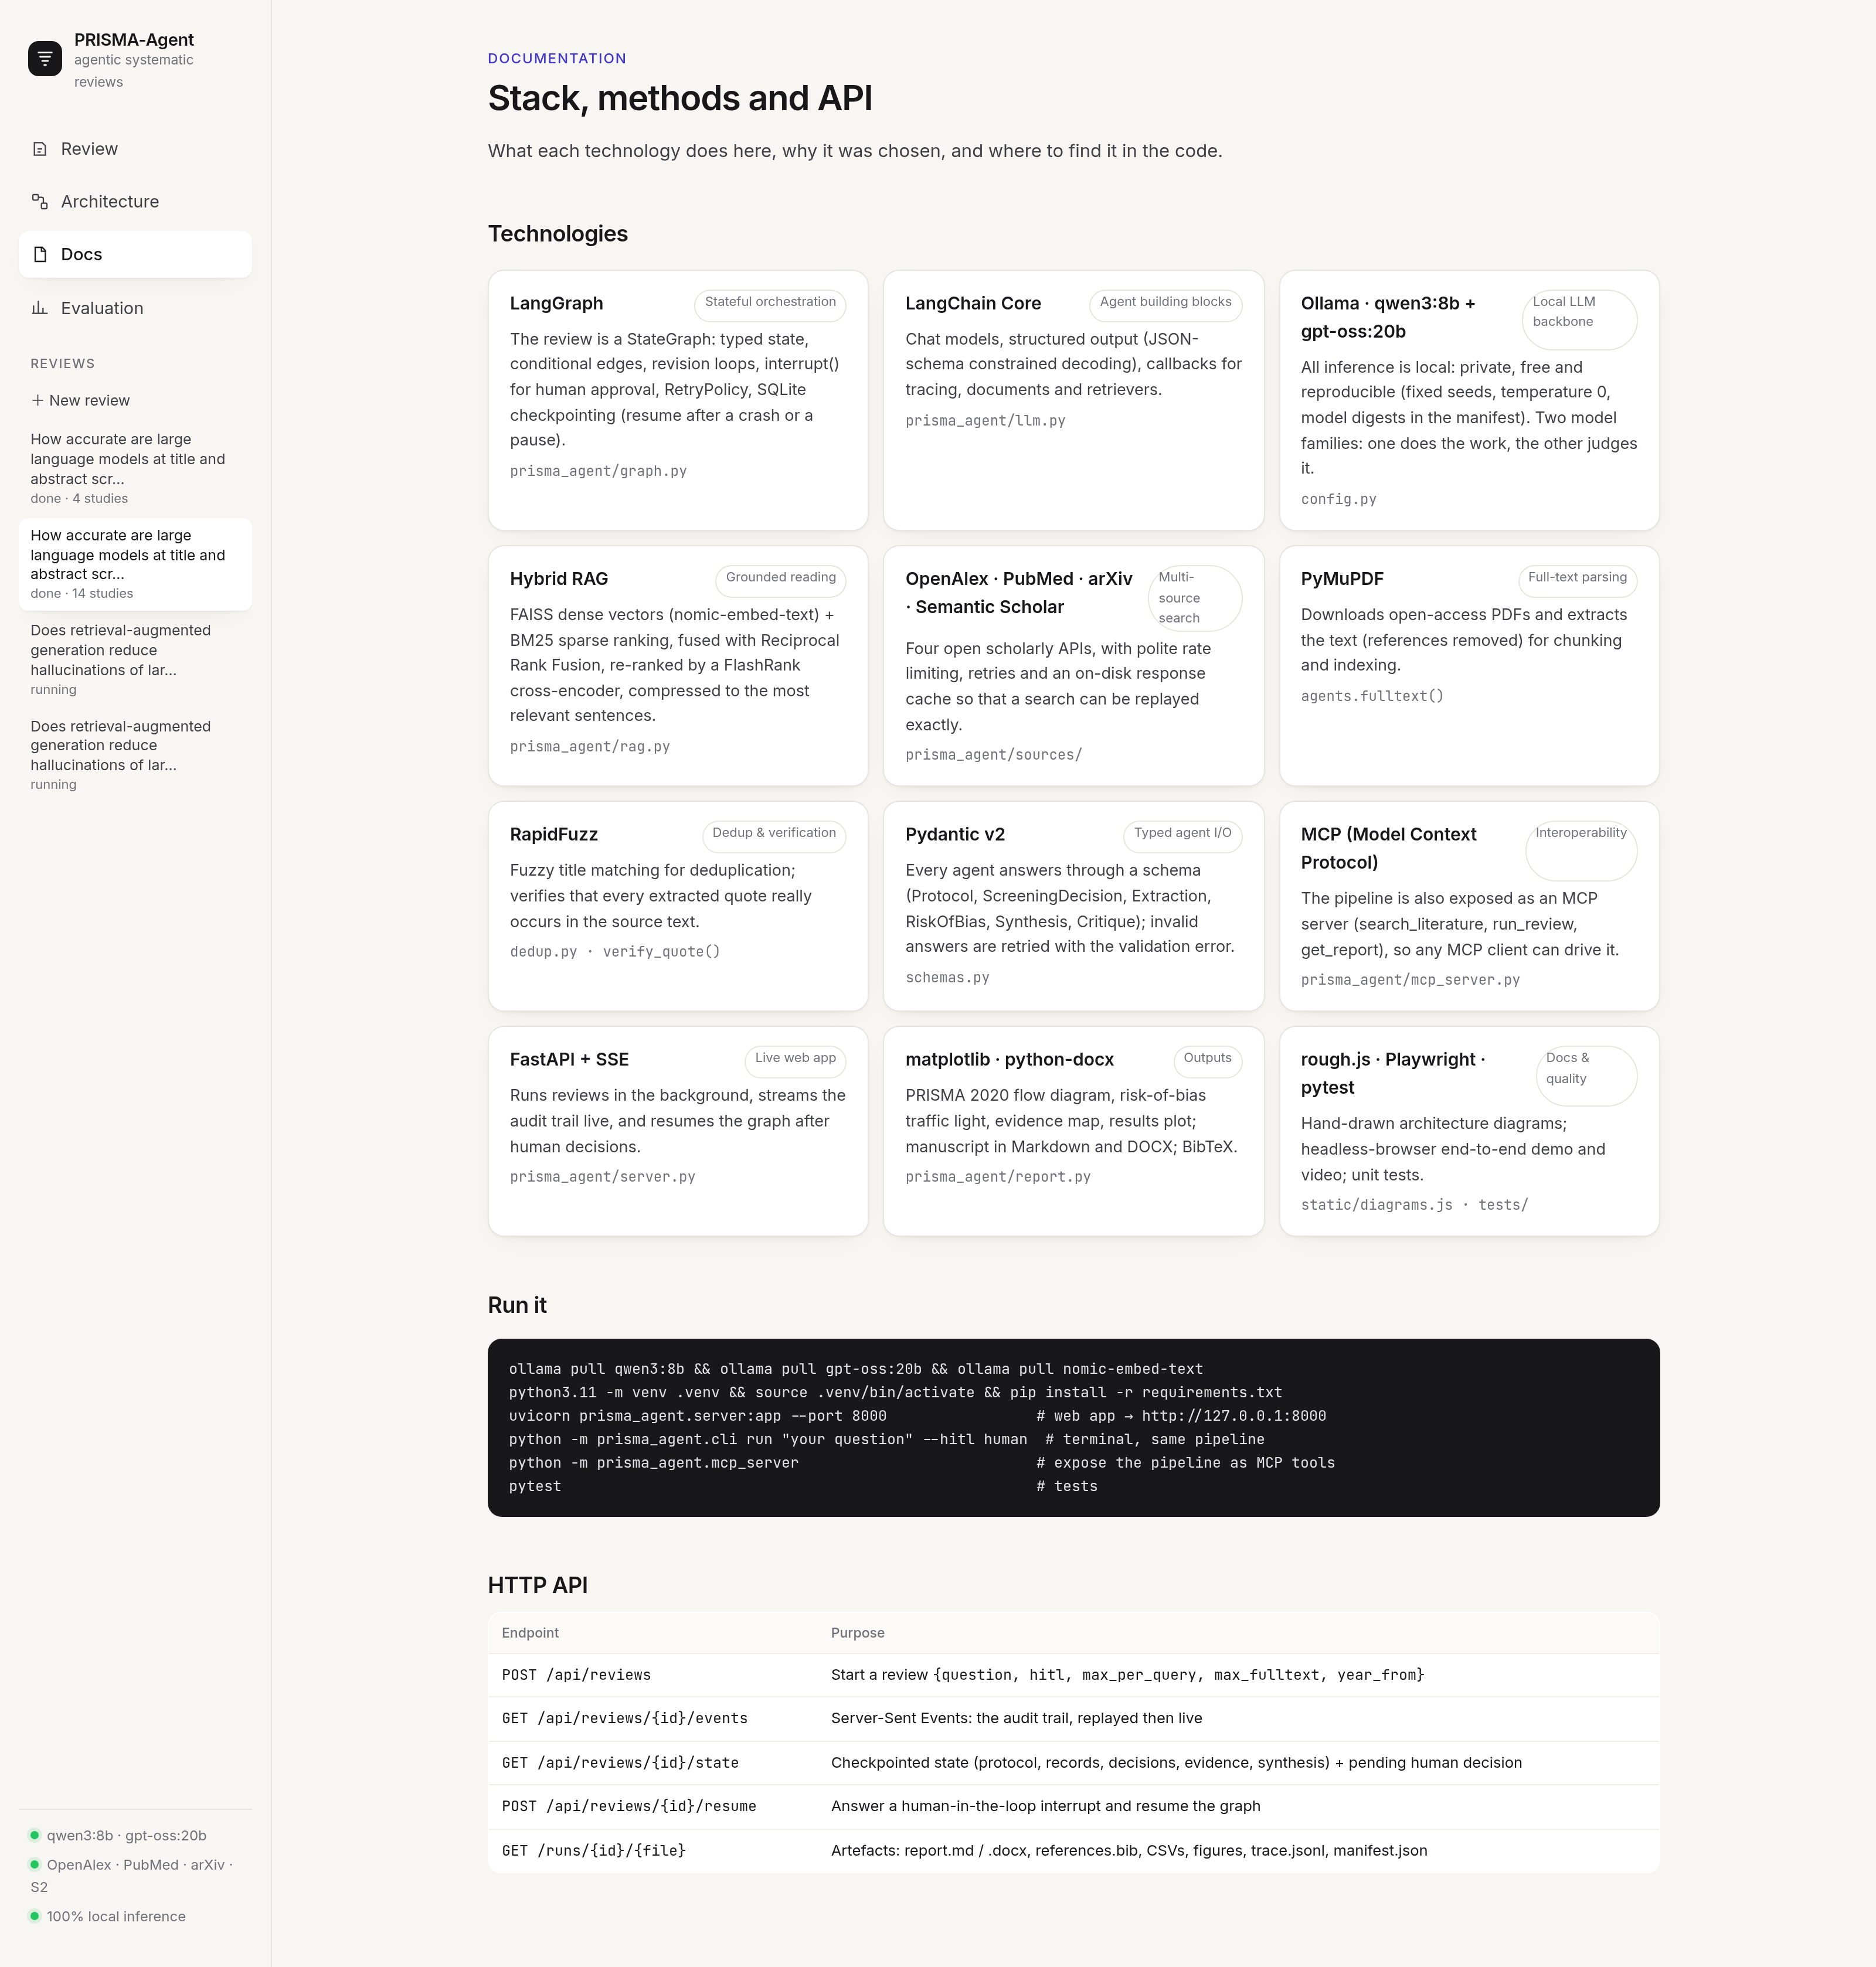 PRISMA-Agent
agentic systematic
reviews
Review
Architecture
Docs
Evaluation
REVIEWS
+ New review
How accurate are large
language models at title and
abstract scr...
done · 4 studies
How accurate are large
language models at title and
abstract scr...
done · 14 studies
Does retrieval-augmented
generation reduce
hallucinations of lar...
running
Does retrieval-augmented
generation reduce
hallucinations of lar...
running
qwen3:8b · gpt-oss:20b
OpenAlex · PubMed · arXiv ·
S2
100% local inference
DOCUMENTATION
Stack, methods and API
What each technology does here, why it was chosen, and where to find it in the code.
Technologies
LangGraph
Stateful orchestration
The review is a StateGraph: typed state,
conditional edges, revision loops, interrupt()
for human approval, RetryPolicy, SQLite
checkpointing (resume after a crash or a
pause).
prisma_agent/graph.py
LangChain Core
Agent building blocks
Chat models, structured output (JSON-
schema constrained decoding), callbacks for
tracing, documents and retrievers.
prisma_agent/llm.py
Ollama · qwen3:8b +
gpt-oss:20b
Local LLM
backbone
All inference is local: private, free and
reproducible (fixed seeds, temperature 0,
model digests in the manifest). Two model
families: one does the work, the other judges
it.
config.py
Hybrid RAG
Grounded reading
FAISS dense vectors (nomic-embed-text) +
BM25 sparse ranking, fused with Reciprocal
Rank Fusion, re-ranked by a FlashRank
cross-encoder, compressed to the most
relevant sentences.
prisma_agent/rag.py
OpenAlex · PubMed · arXiv
· Semantic Scholar
Multi-
source
search
Four open scholarly APIs, with polite rate
limiting, retries and an on-disk response
cache so that a search can be replayed
exactly.
prisma_agent/sources/
PyMuPDF
Full-text parsing
Downloads open-access PDFs and extracts
the text (references removed) for chunking
and indexing.
agents.fulltext()
RapidFuzz
Dedup & verification
Fuzzy title matching for deduplication;
verifies that every extracted quote really
occurs in the source text.
dedup.py · verify_quote()
Pydantic v2
Typed agent I/O
Every agent answers through a schema
(Protocol, ScreeningDecision, Extraction,
RiskOfBias, Synthesis, Critique); invalid
answers are retried with the validation error.
schemas.py
MCP (Model Context
Protocol)
Interoperability
The pipeline is also exposed as an MCP
server (search_literature, run_review,
get_report), so any MCP client can drive it.
prisma_agent/mcp_server.py
FastAPI + SSE
Live web app
Runs reviews in the background, streams the
audit trail live, and resumes the graph after
human decisions.
prisma_agent/server.py
matplotlib · python-docx
Outputs
PRISMA 2020 flow diagram, risk-of-bias
traffic light, evidence map, results plot;
manuscript in Markdown and DOCX; BibTeX.
prisma_agent/report.py
rough.js · Playwright ·
pytest
Docs &
quality
Hand-drawn architecture diagrams;
headless-browser end-to-end demo and
video; unit tests.
static/diagrams.js · tests/
Run it
ollama pull qwen3:8b && ollama pull gpt-oss:20b && ollama pull nomic-embed-text
python3.11 -m venv .venv && source .venv/bin/activate && pip install -r requirements.txt
uvicorn prisma_agent.server:app --port 8000 # web app → http://127.0.0.1:8000
python -m prisma_agent.cli run "your question" --hitl human # terminal, same pipeline
python -m prisma_agent.mcp_server # expose the pipeline as MCP tools
pytest # tests
HTTP API
Endpoint Purpose
POST /api/reviews Start a review {question, hitl, max_per_query, max_fulltext, year_from}
GET /api/reviews/{id}/events Server-Sent Events: the audit trail, replayed then live
GET /api/reviews/{id}/state Checkpointed state (protocol, records, decisions, evidence, synthesis) + pending human decision
POST /api/reviews/{id}/resume Answer a human-in-the-loop interrupt and resume the graph
GET /runs/{id}/{file} Artefacts: report.md / .docx, references.bib, CSVs, figures, trace.jsonl, manifest.json